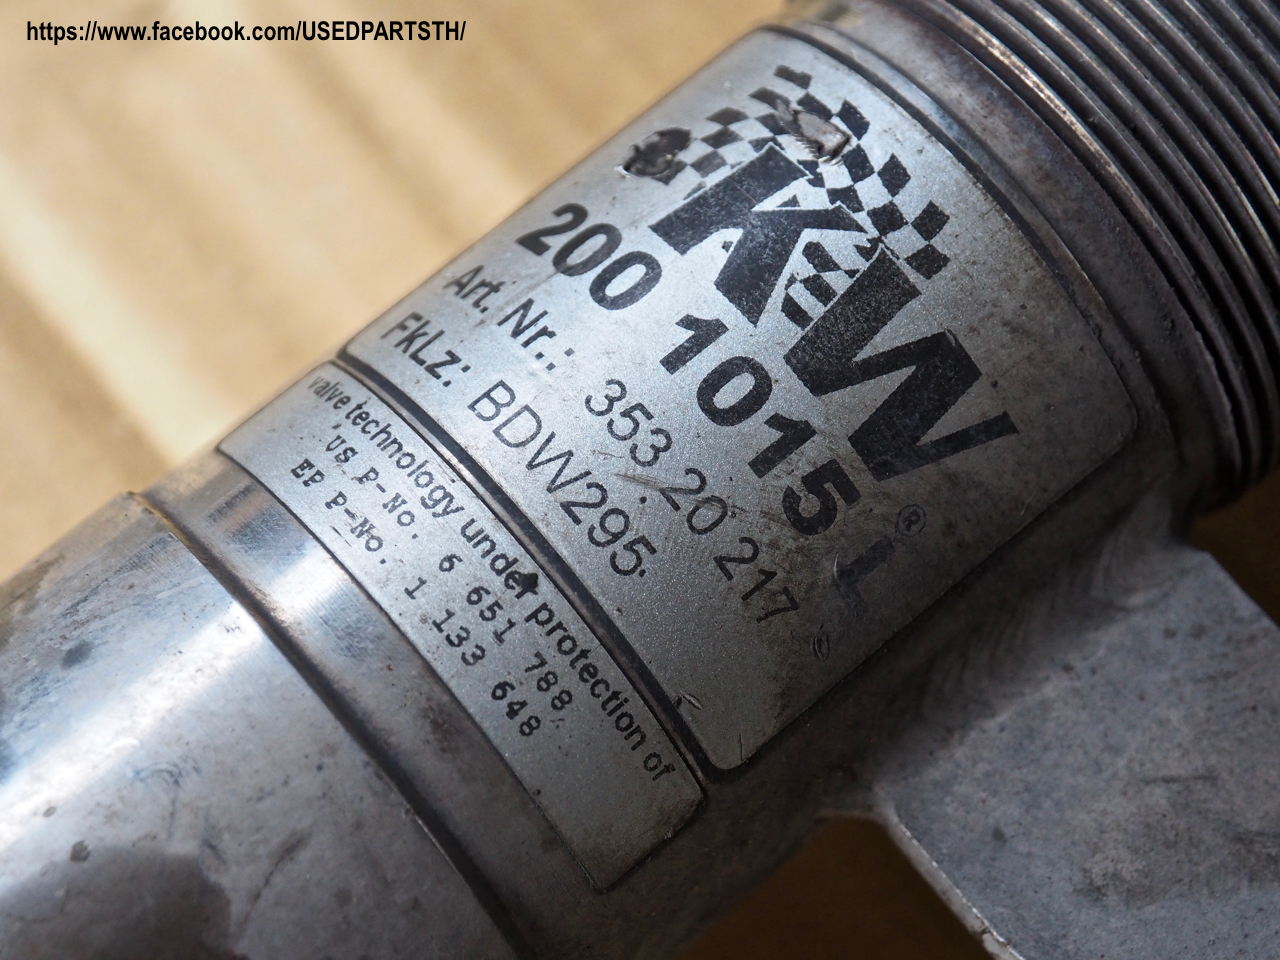 https://www.facebook.com/USEDPARTSTH/
KW®
200 1015 L
Art. Nr.: 353 20 217
FkLz: BDW295
valve technology under protection of
US P-No. 6 651 788
EP P-No. 1 133 648